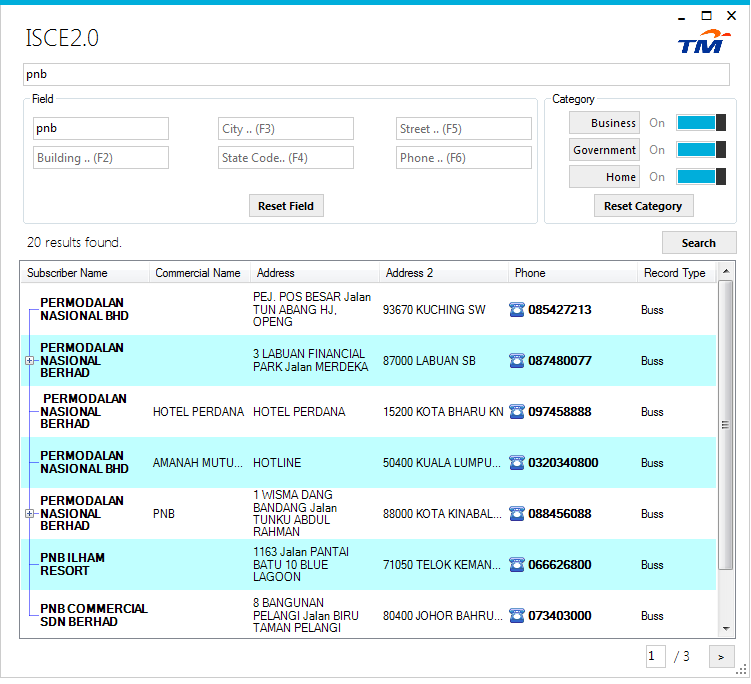 ISCE2.0
TM
pnb
Field
Category
pnb
City .. (F3)
Street .. (F5)
Business On
Building .. (F2)
State Code.. (F4)
Phone .. (F6)
Government On
Home On
Reset Field
Reset Category
20 results found.
Search
Subscriber Name Commercial Name Address Address 2 Phone Record Type
PERMODALAN
NASIONAL BHD
PEJ. POS BESAR Jalan
TUN ABANG HJ,
OPENG
93670 KUCHING SW
085427213
Buss
PERMODALAN
NASIONAL
BERHAD
3 LABUAN FINANCIAL
PARK Jalan MERDEKA
87000 LABUAN SB
087480077
Buss
PERMODALAN
NASIONAL
BERHAD
HOTEL PERDANA
HOTEL PERDANA
15200 KOTA BHARU KN
097458888
Buss
PERMODALAN
NASIONAL BHD
AMANAH MUTU...
HOTLINE
50400 KUALA LUMPU...
0320340800
Buss
PERMODALAN
NASIONAL
BERHAD
PNB
1 WISMA DANG
BANDANG Jalan
TUNKU ABDUL
RAHMAN
88000 KOTA KINABAL...
088456088
Buss
PNB ILHAM
RESORT
1163 Jalan PANTAI
BATU 10 BLUE
LAGOON
71050 TELOK KEMAN...
066626800
Buss
PNB COMMERCIAL
SDN BERHAD
8 BANGUNAN
PELANGI Jalan BIRU
TAMAN PELANGI
80400 JOHOR BAHRU...
073403000
Buss
1 / 3 >